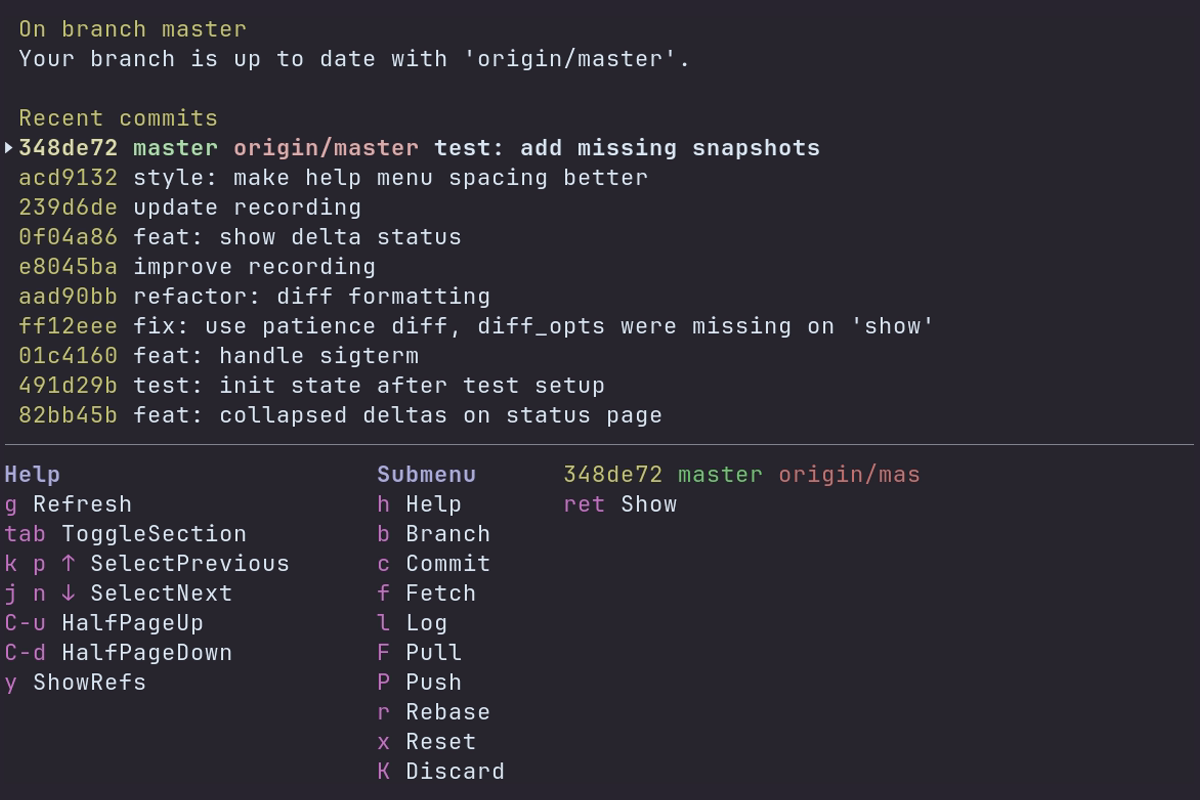 On branch master
Your branch is up to date with 'origin/master'.
Recent commits
348de72 master origin/master test: add missing snapshots
acd9132 style: make help menu spacing better
239d6de update recording
0f04a86 feat: show delta status
e8045ba improve recording
aad90bb refactor: diff formatting
ff12eee fix: use patience diff, diff_opts were missing on 'show'
01c4160 feat: handle sigterm
491d29b test: init state after test setup
82bb45b feat: collapsed deltas on status page
Help
g Refresh
tab ToggleSection
k p ↑ SelectPrevious
j n ↓ SelectNext
C-u HalfPageUp
C-d HalfPageDown
y ShowRefs
Submenu
h Help
b Branch
c Commit
f Fetch
l Log
F Pull
P Push
r Rebase
x Reset
K Discard
348de72 master origin/mas
ret Show